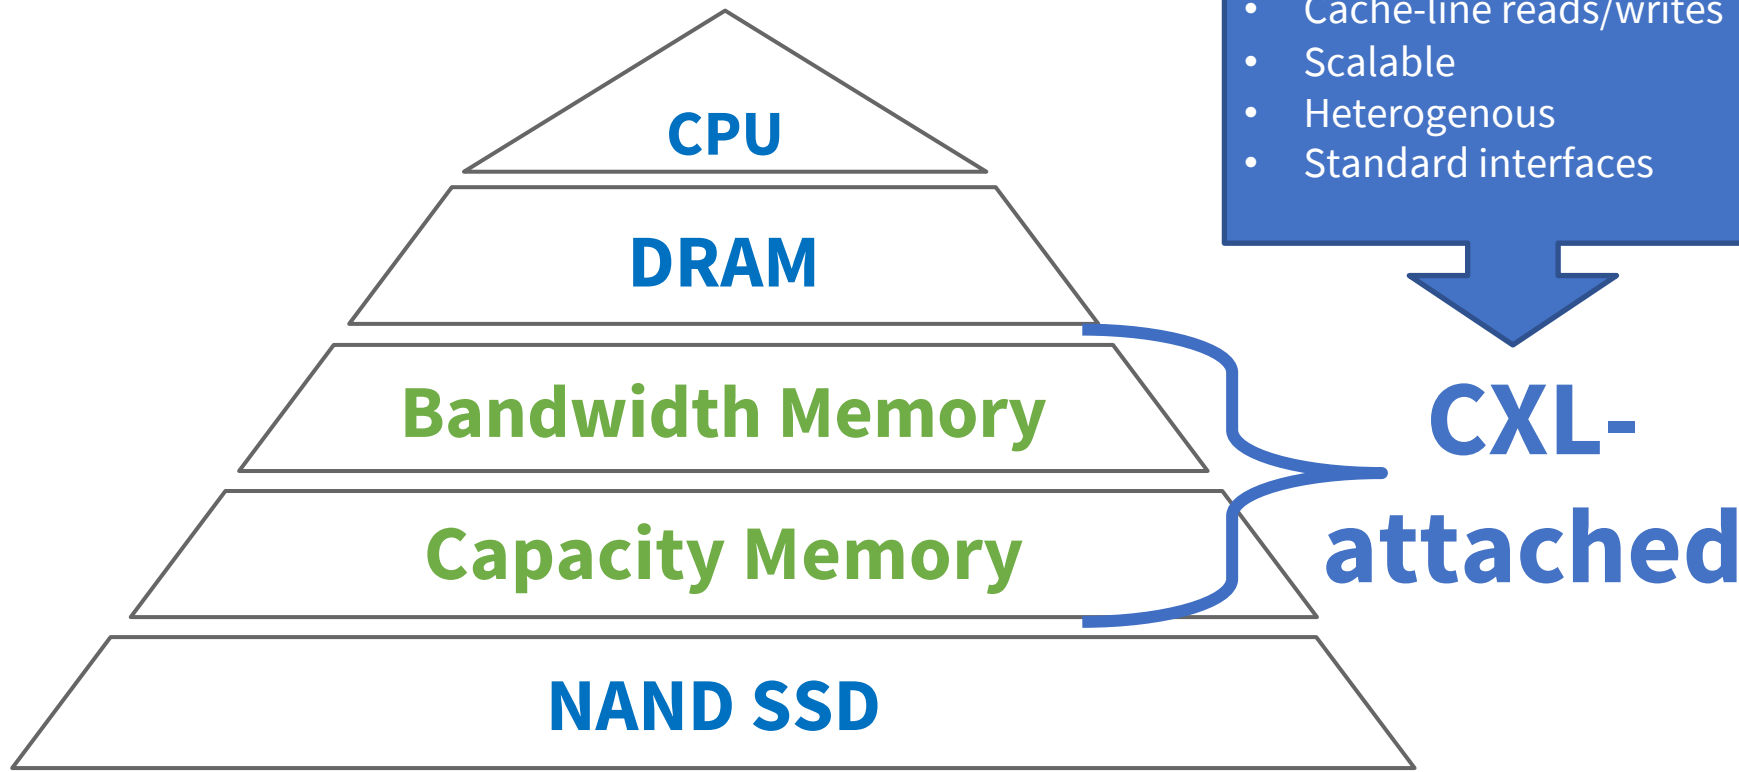 CPU
DRAM
Bandwidth Memory
Capacity Memory
NAND SSD
• Cache-line reads/writes
• Scalable
• Heterogenous
• Standard interfaces
CXL-
attached